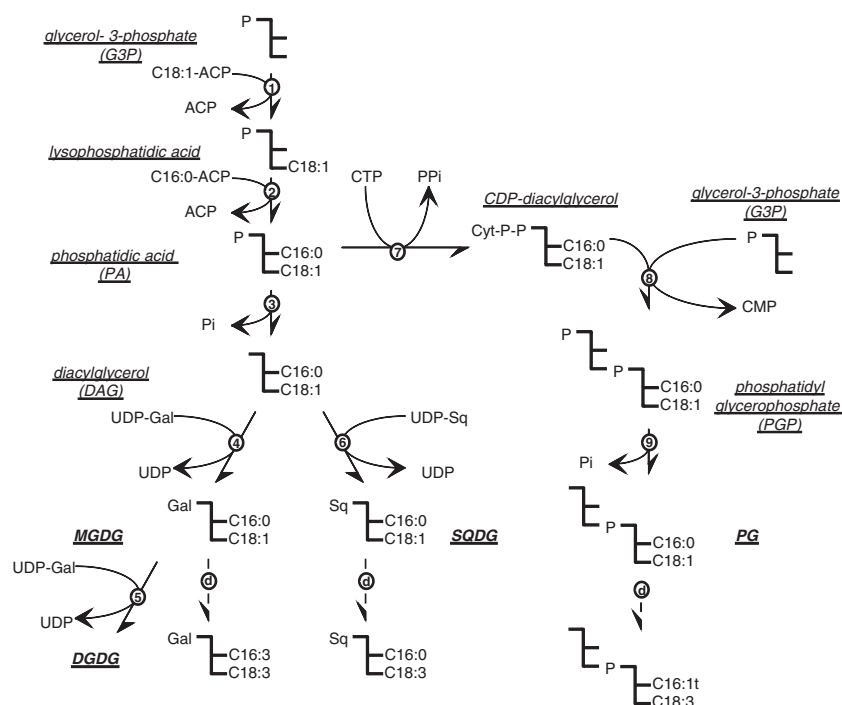 P
glycerol- 3-phosphate
(G3P)
C18:1-ACP
1
ACP
P
lysophosphatidic acid
C18:1
C16:0-ACP
2
ACP
CTP
PPi
CDP-diacylglycerol
glycerol-3-phosphate
(G3P)
P
phosphatidic acid
(PA)
C16:0
C18:1
7
Cyt-P-P
C16:0
C18:1
P
8
CMP
3
Pi
diacylglycerol
(DAG)
C16:0
C18:1
P
P
C16:0
C18:1
phosphatidyl
glycerophosphate
(PGP)
UDP-Gal
4
UDP
6
UDP-Sq
UDP
9
Pi
Gal
C16:0
C18:1
MGDG
Sq
C16:0
C18:1
SQDG
P
C16:0
C18:1
PG
UDP-Gal
5
UDP
d
d
d
DGDG
Gal
C16:3
C18:3
Sq
C16:0
C18:3
P
C16:1t
C18:3